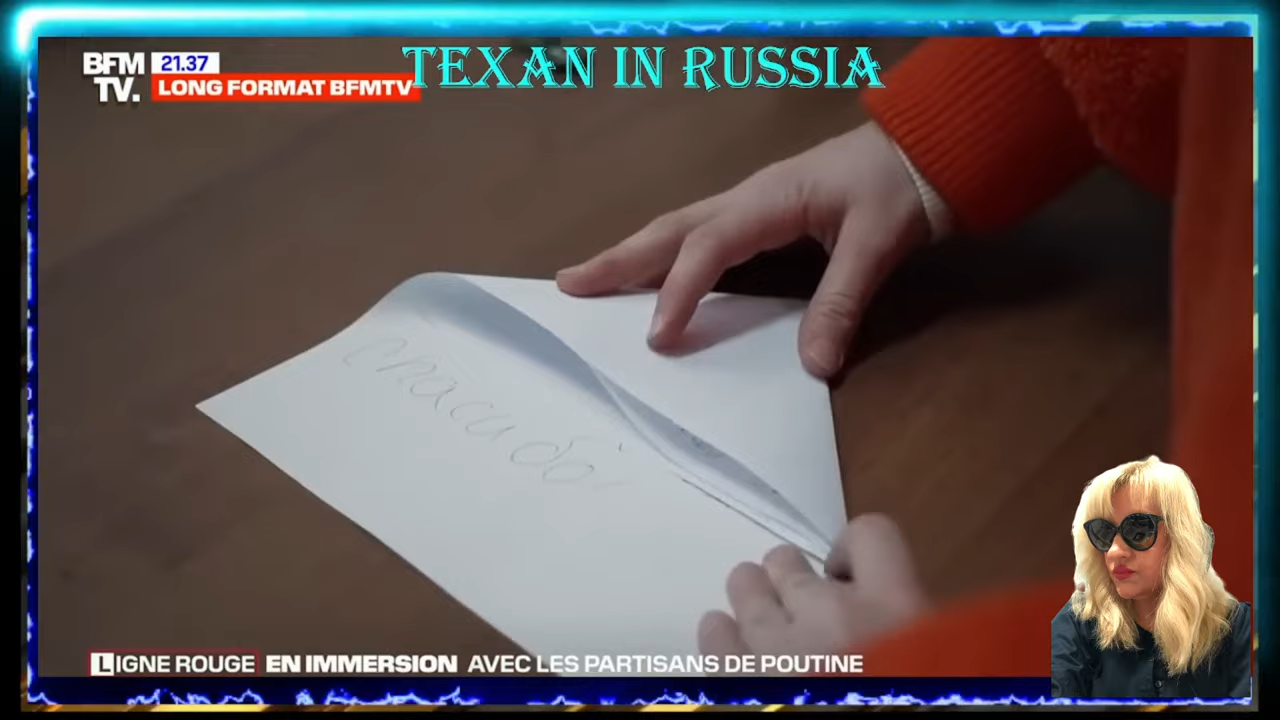 TEXAN IN RUSSIA
BFM
TV.
21.37
LONG FORMAT BFMTV
спасибо
LIGNE ROUGE EN IMMERSION AVEC LES PARTISANS DE POUTINE